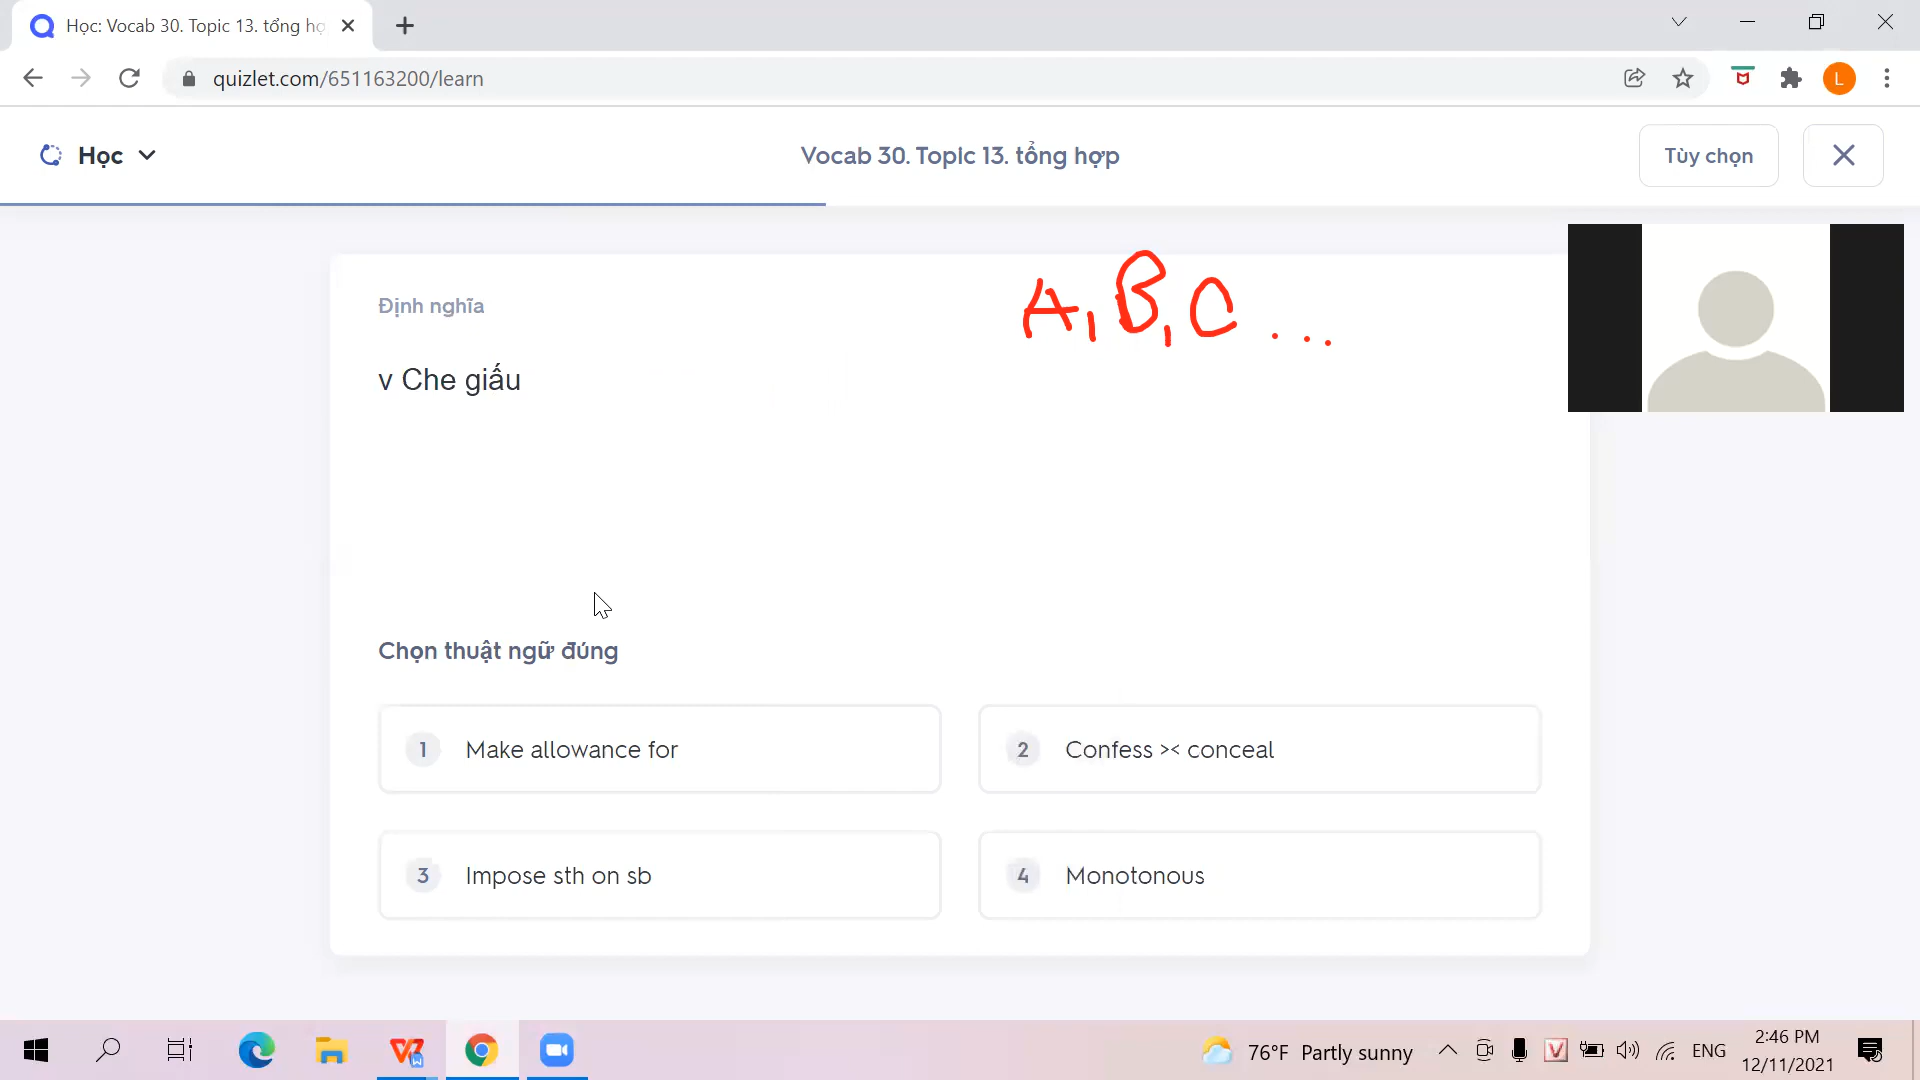 Học: Vocab 30. Topic 13. tổng hợ
quizlet.com/651163200/learn
L
Học
Vocab 30. Topic 13. tổng hợp
Tùy chọn
Định nghĩa
A, B, C ...
v Che giấu
Chọn thuật ngữ đúng
1 Make allowance for
2 Confess >< conceal
3 Impose sth on sb
4 Monotonous
76°F Partly sunny
ENG
2:46 PM
12/11/2021